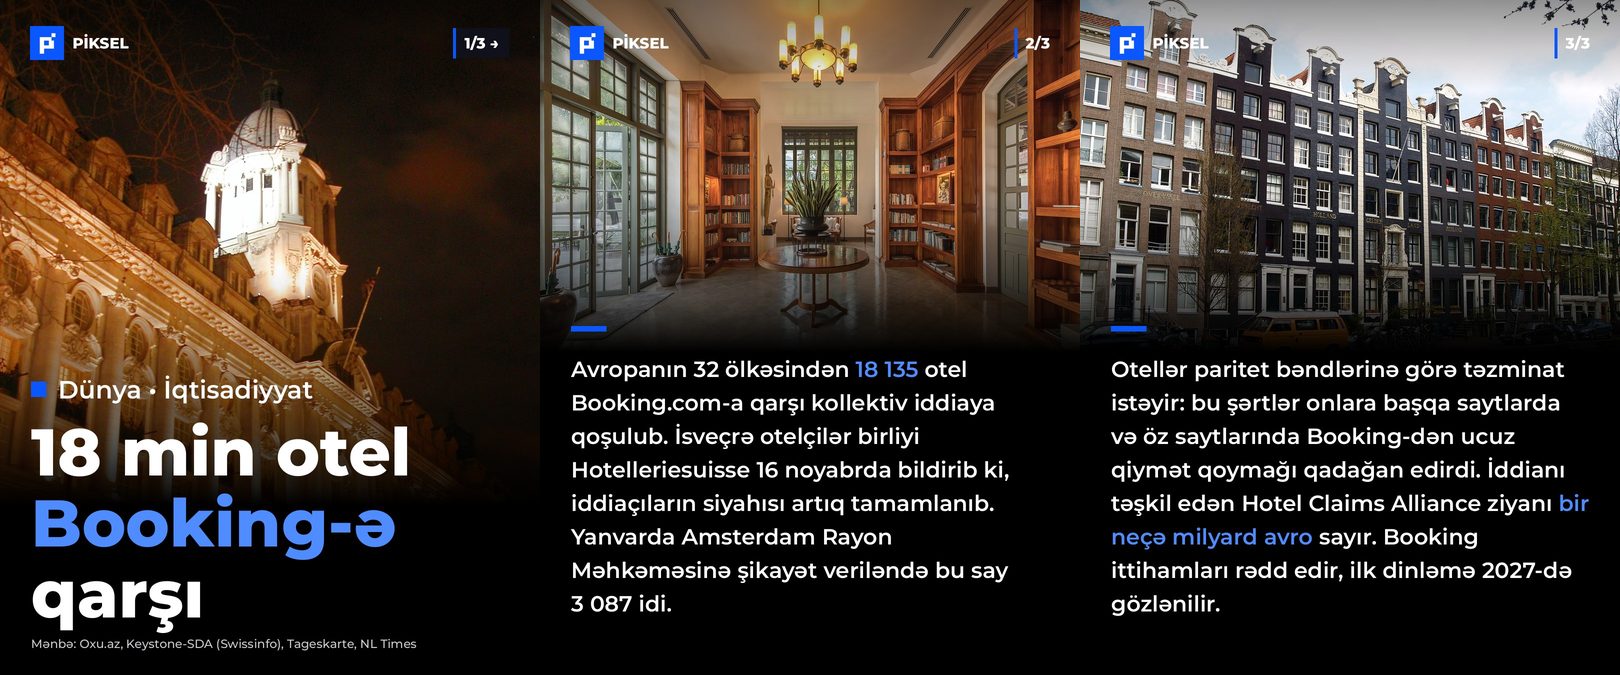 PİKSEL
1/3 →
Dünya • İqtisadiyyat
18 min otel
Booking-ə
qarşı
Mənbə: Oxu.az, Keystone-SDA (Swissinfo), Tageskarte, NL Times
PİKSEL
2/3
Avropanın 32 ölkəsindən 18 135 otel
Booking.com-a qarşı kollektiv iddiaya
qoşulub. İsveçrə otelçilər birliyi
Hotelleriesuisse 16 noyabrda bildirib ki,
iddiaçıların siyahısı artıq tamamlanıb.
Yanvarda Amsterdam Rayon
Məhkəməsinə şikayət veriləndə bu say
3 087 idi.
PİKSEL
3/3
HOLLAND
Otellər paritet bəndlərinə görə təzminat
istəyir: bu şərtlər onlara başqa saytlarda
və öz saytlarında Booking-dən ucuz
qiymət qoymağı qadağan edirdi. İddianı
təşkil edən Hotel Claims Alliance ziyanı bir
neçə milyard avro sayır. Booking
ittihamları rədd edir, ilk dinləmə 2027-də
gözlənilir.